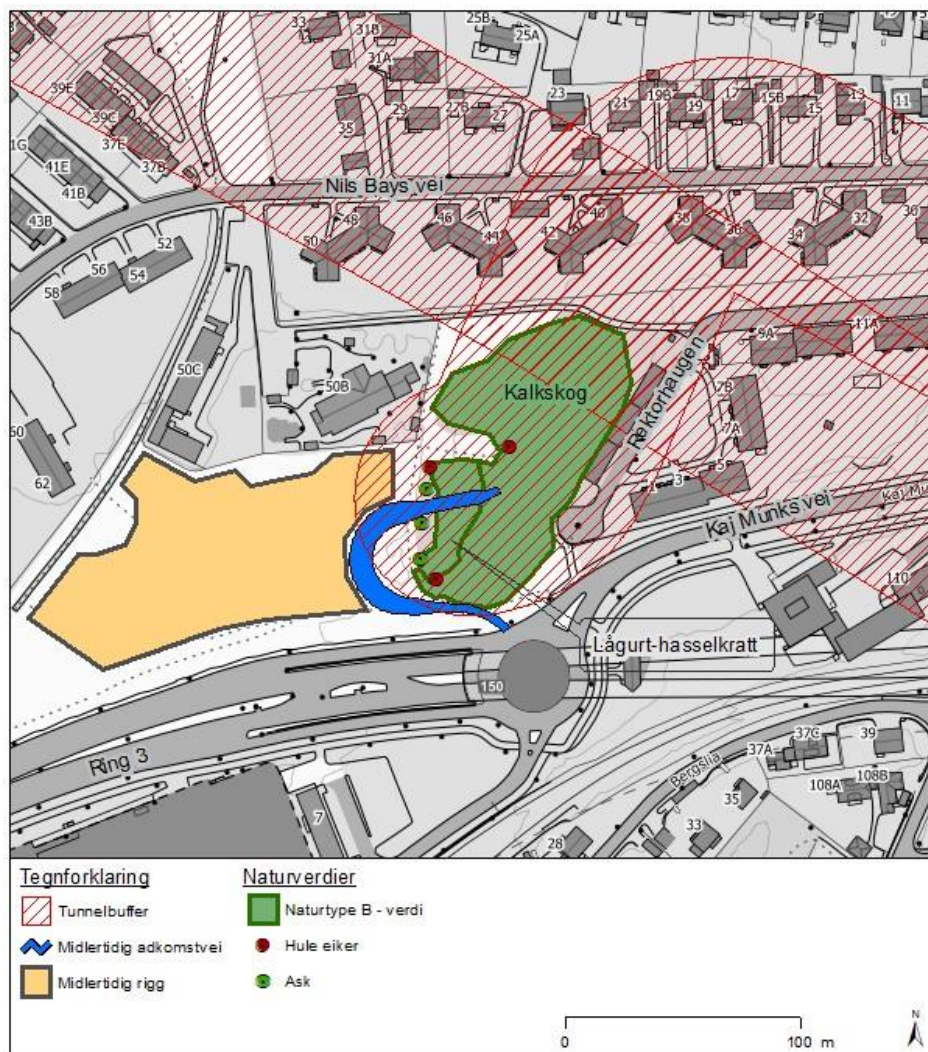 33
31B
25B
25A
31A
39E
39C
37E
37B
35
29
27B
27
23
21
19B
19
17
15B
15
13
11
1G
41E
41B
43B
Nils Bays vei
50
48
46
44
42
40
38
36
34
32
30
52
56
54
58
50C
50B
60
62
Kalkskog
Rektorhaugen
9A
11A
7B
7A
5
3
1
Kaj Munks vei
Kaj Mu
110
Lågurt-hasselkratt
150
Ring 3
7
Bergslia
37A
37C
39
35
33
28
108A
108B
Tegnforklaring
Tunnelbuffer
Midlertidig adkomstvei
Midlertidig rigg
Naturverdier
Naturtype B - verdi
Hule eiker
Ask
0
100 m
N